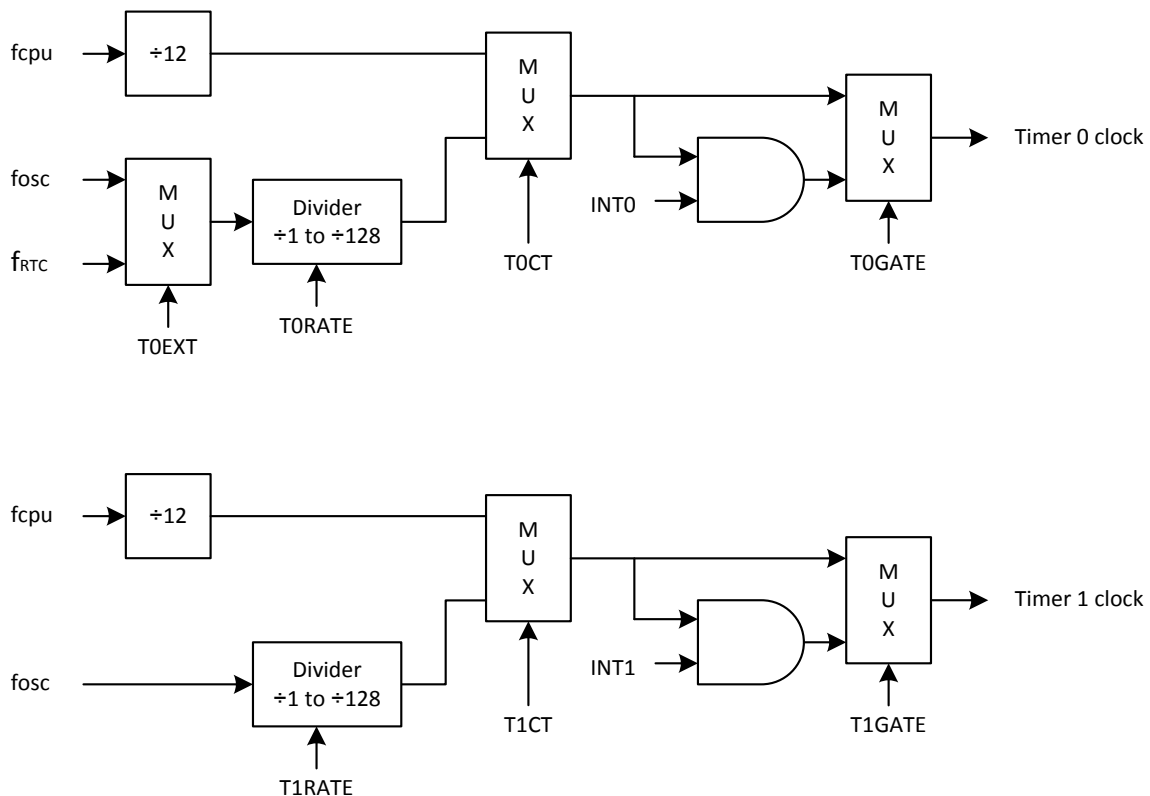 fcpu
÷12
M
U
X
fosc
fRTC
M
U
X
T0EXT
Divider
÷1 to ÷128
T0RATE
T0CT
INT0
M
U
X
T0GATE
Timer 0 clock
fcpu
÷12
M
U
X
fosc
Divider
÷1 to ÷128
T1RATE
T1CT
INT1
M
U
X
T1GATE
Timer 1 clock